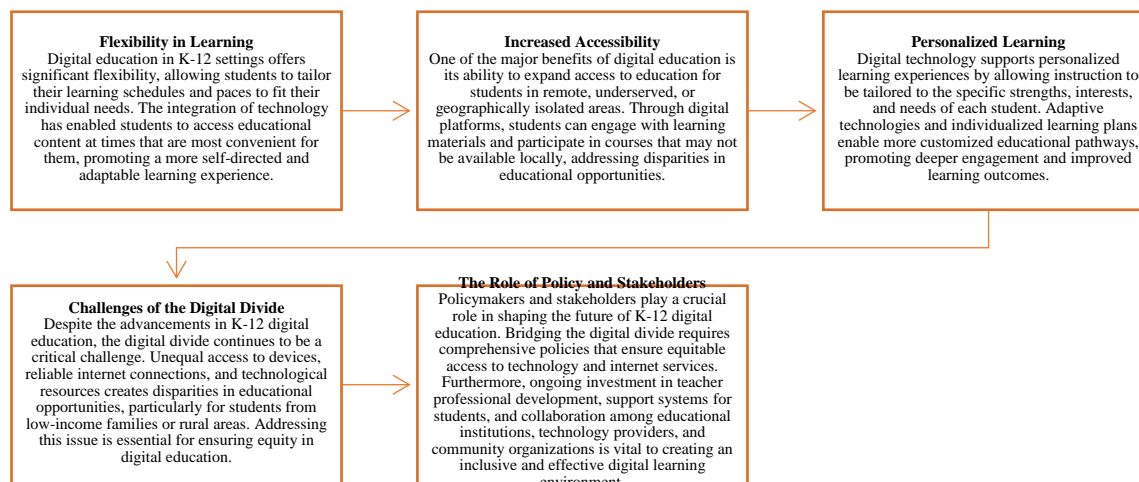 Flexibility in Learning
Digital education in K-12 settings offers
significant flexibility, allowing students to tailor
their learning schedules and paces to fit their
individual needs. The integration of technology
has enabled students to access educational
content at times that are most convenient for
them, promoting a more self-directed and
adaptable learning experience.
Increased Accessibility
One of the major benefits of digital education is
its ability to expand access to education for
students in remote, underserved, or
geographically isolated areas. Through digital
platforms, students can engage with learning
materials and participate in courses that may not
be available locally, addressing disparities in
educational opportunities.
Personalized Learning
Digital technology supports personalized
learning experiences by allowing instruction to
be tailored to the specific strengths, interests,
and needs of each student. Adaptive
technologies and individualized learning plans
enable more customized educational pathways,
promoting deeper engagement and improved
learning outcomes.
Challenges of the Digital Divide
Despite the advancements in K-12 digital
education, the digital divide continues to be a
critical challenge. Unequal access to devices,
reliable internet connections, and technological
resources creates disparities in educational
opportunities, particularly for students from
low-income families or rural areas. Addressing
this issue is essential for ensuring equity in
digital education.
The Role of Policy and Stakeholders
Policymakers and stakeholders play a crucial
role in shaping the future of K-12 digital
education. Bridging the digital divide requires
comprehensive policies that ensure equitable
access to technology and internet services.
Furthermore, ongoing investment in teacher
professional development, support systems for
students, and collaboration among educational
institutions, technology providers, and
community organizations is vital to creating an
inclusive and effective digital learning
environment